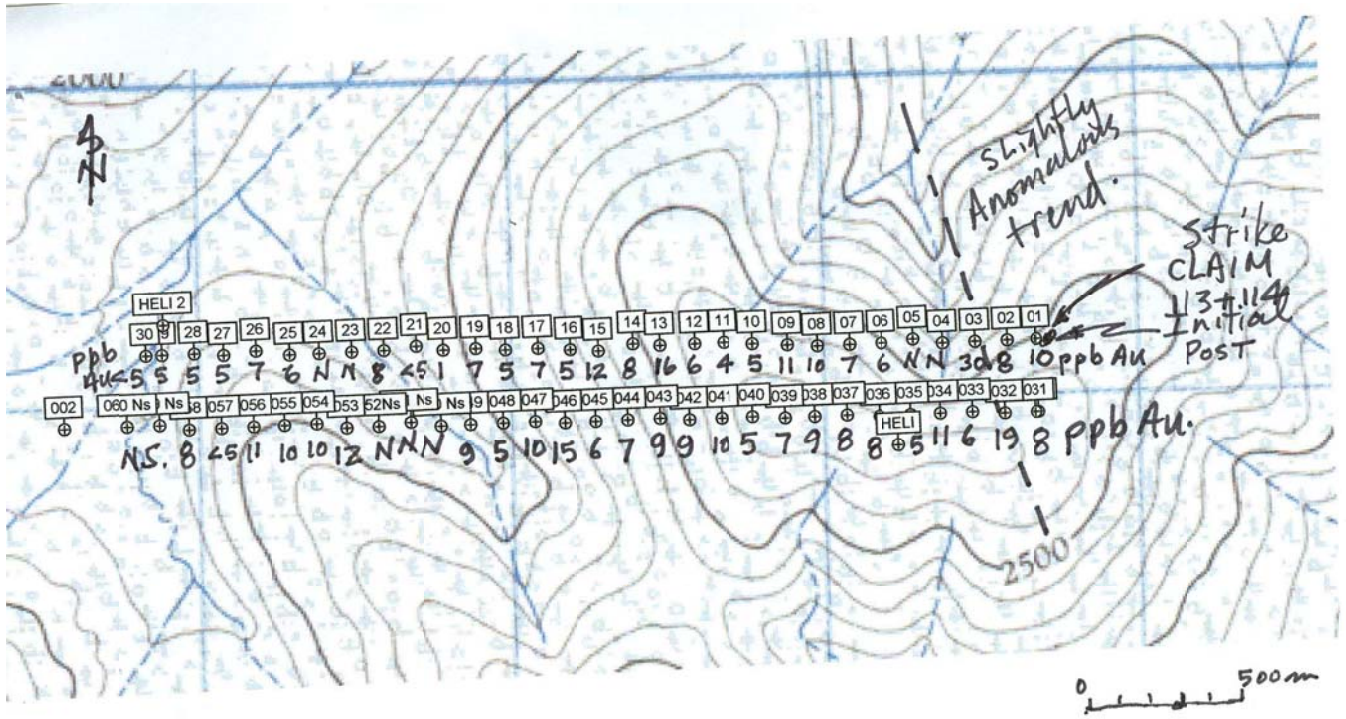 2000
N
Slightly
Anomalous
trend.
Strike
CLAIM
113+114
Initial
POST
HELI 2
30 28 27 26 25 24 23 22 21 20 19 18 17 16 15 14 13 12 11 10 09 08 07 06 05 04 03 02 01
ppb
Au <5 5 5 5 7 6 N N 8 <5 1 7 5 7 5 12 8 16 6 4 5 11 10 7 6 N N 30 8 10 ppb Au
002 060 Ns Ns 057 056 055 054 053 52Ns Ns Ns 048 047 046 045 044 043 042 041 040 039 038 037 036 035 034 033 032 031
HELI
N.S. 8 <5 11 10 10 12 N N N 9 5 10 15 6 7 9 9 10 5 7 9 8 8 5 11 6 19 8 ppb Au.
2500
0 500m